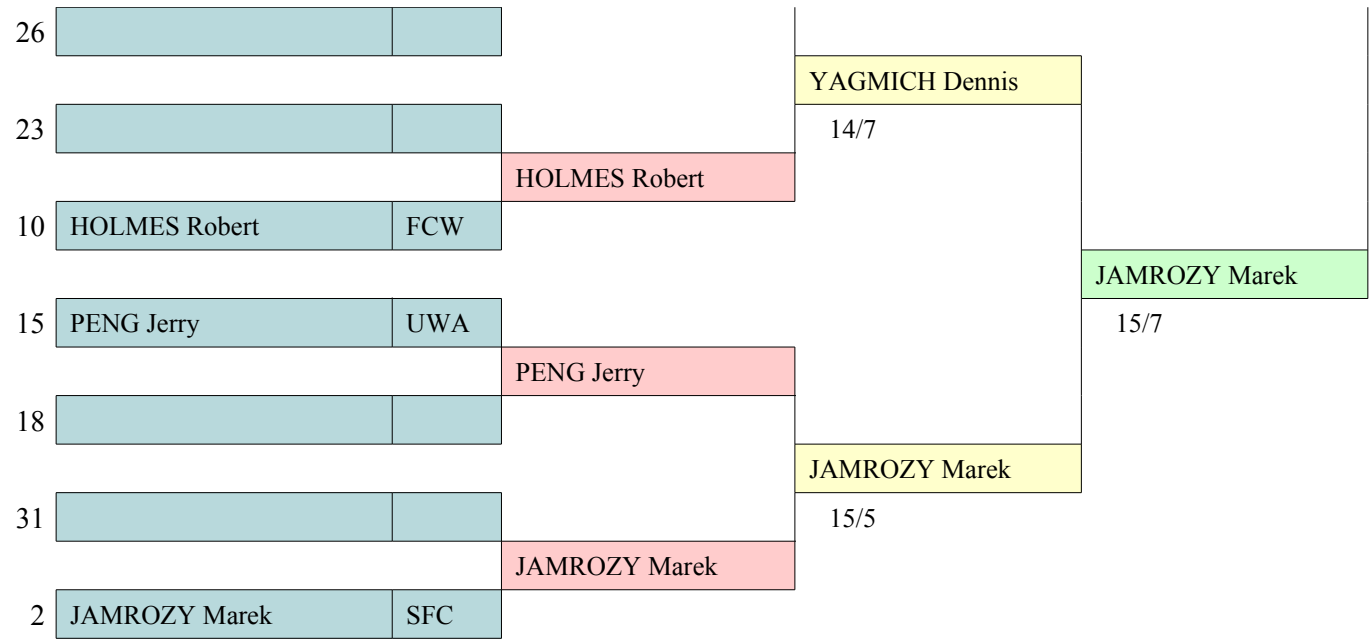 26
YAGMICH Dennis
23
14/7
HOLMES Robert
10 HOLMES Robert FCW
JAMROZY Marek
15 PENG Jerry UWA
15/7
PENG Jerry
18
JAMROZY Marek
31
15/5
JAMROZY Marek
2 JAMROZY Marek SFC